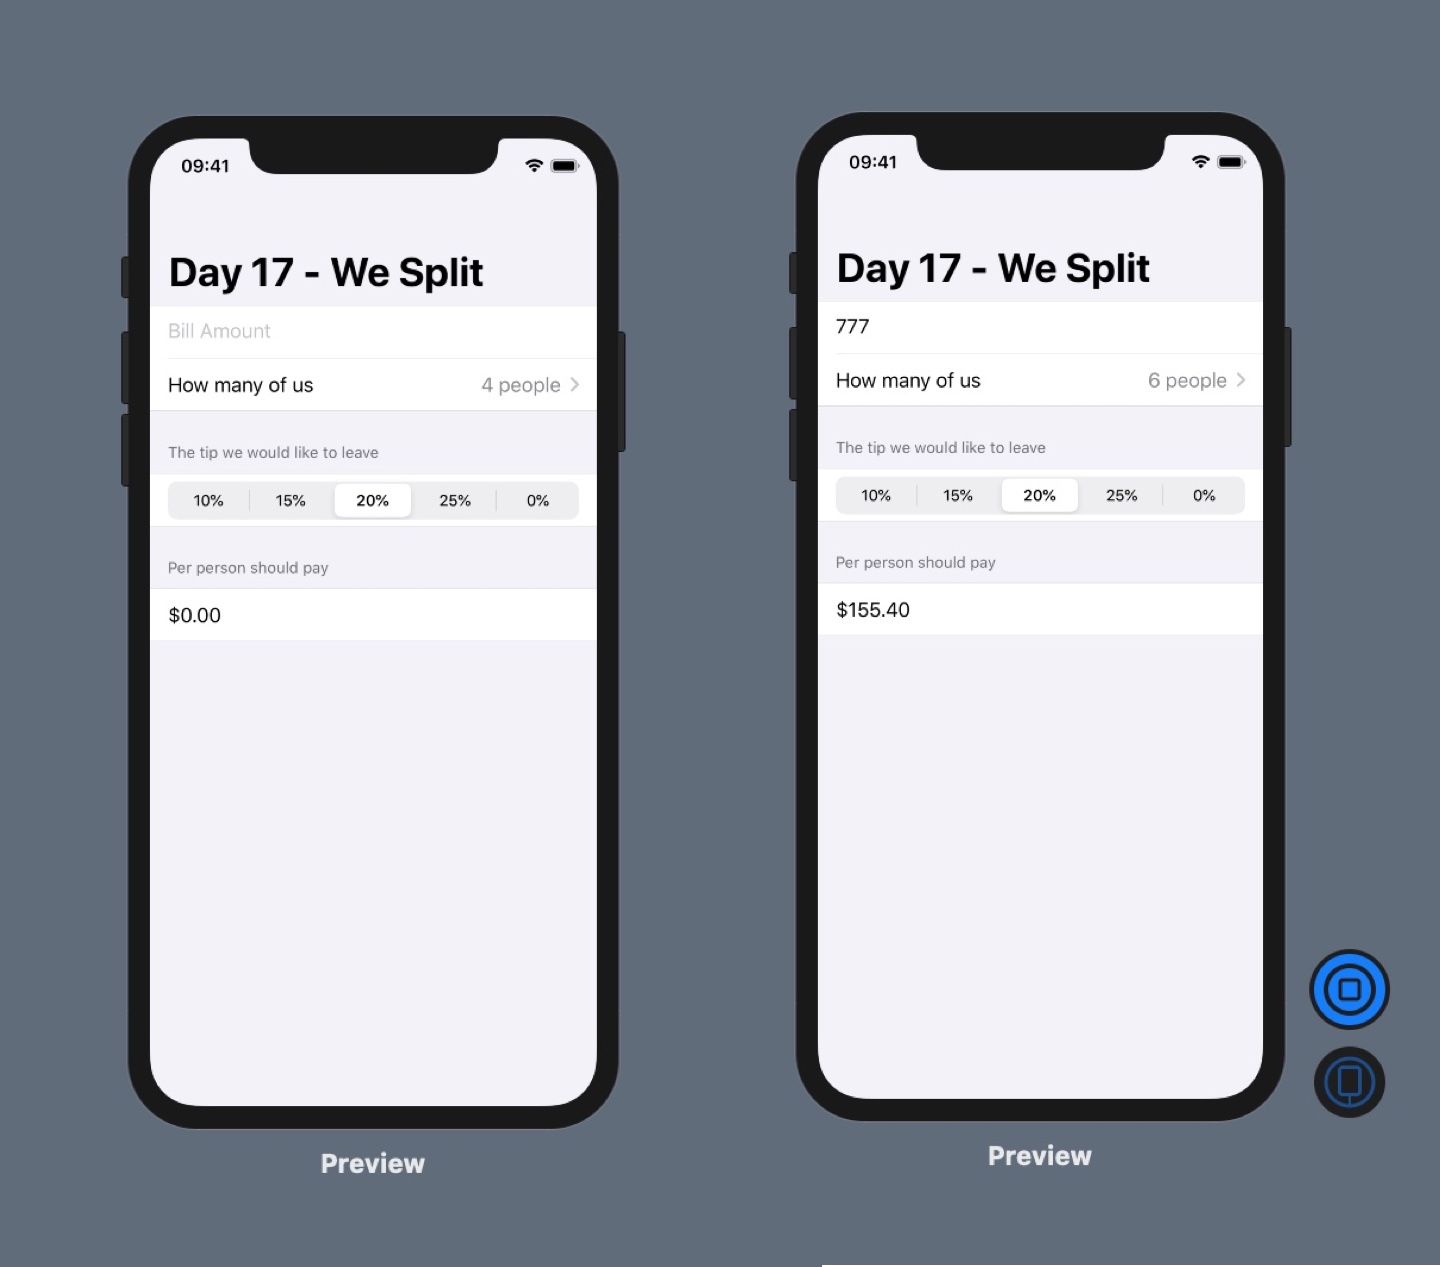 09:41
Day 17 - We Split
Bill Amount
How many of us 4 people
The tip we would like to leave
10% 15% 20% 25% 0%
Per person should pay
$0.00
Preview
09:41
Day 17 - We Split
777
How many of us 6 people
The tip we would like to leave
10% 15% 20% 25% 0%
Per person should pay
$155.40
Preview